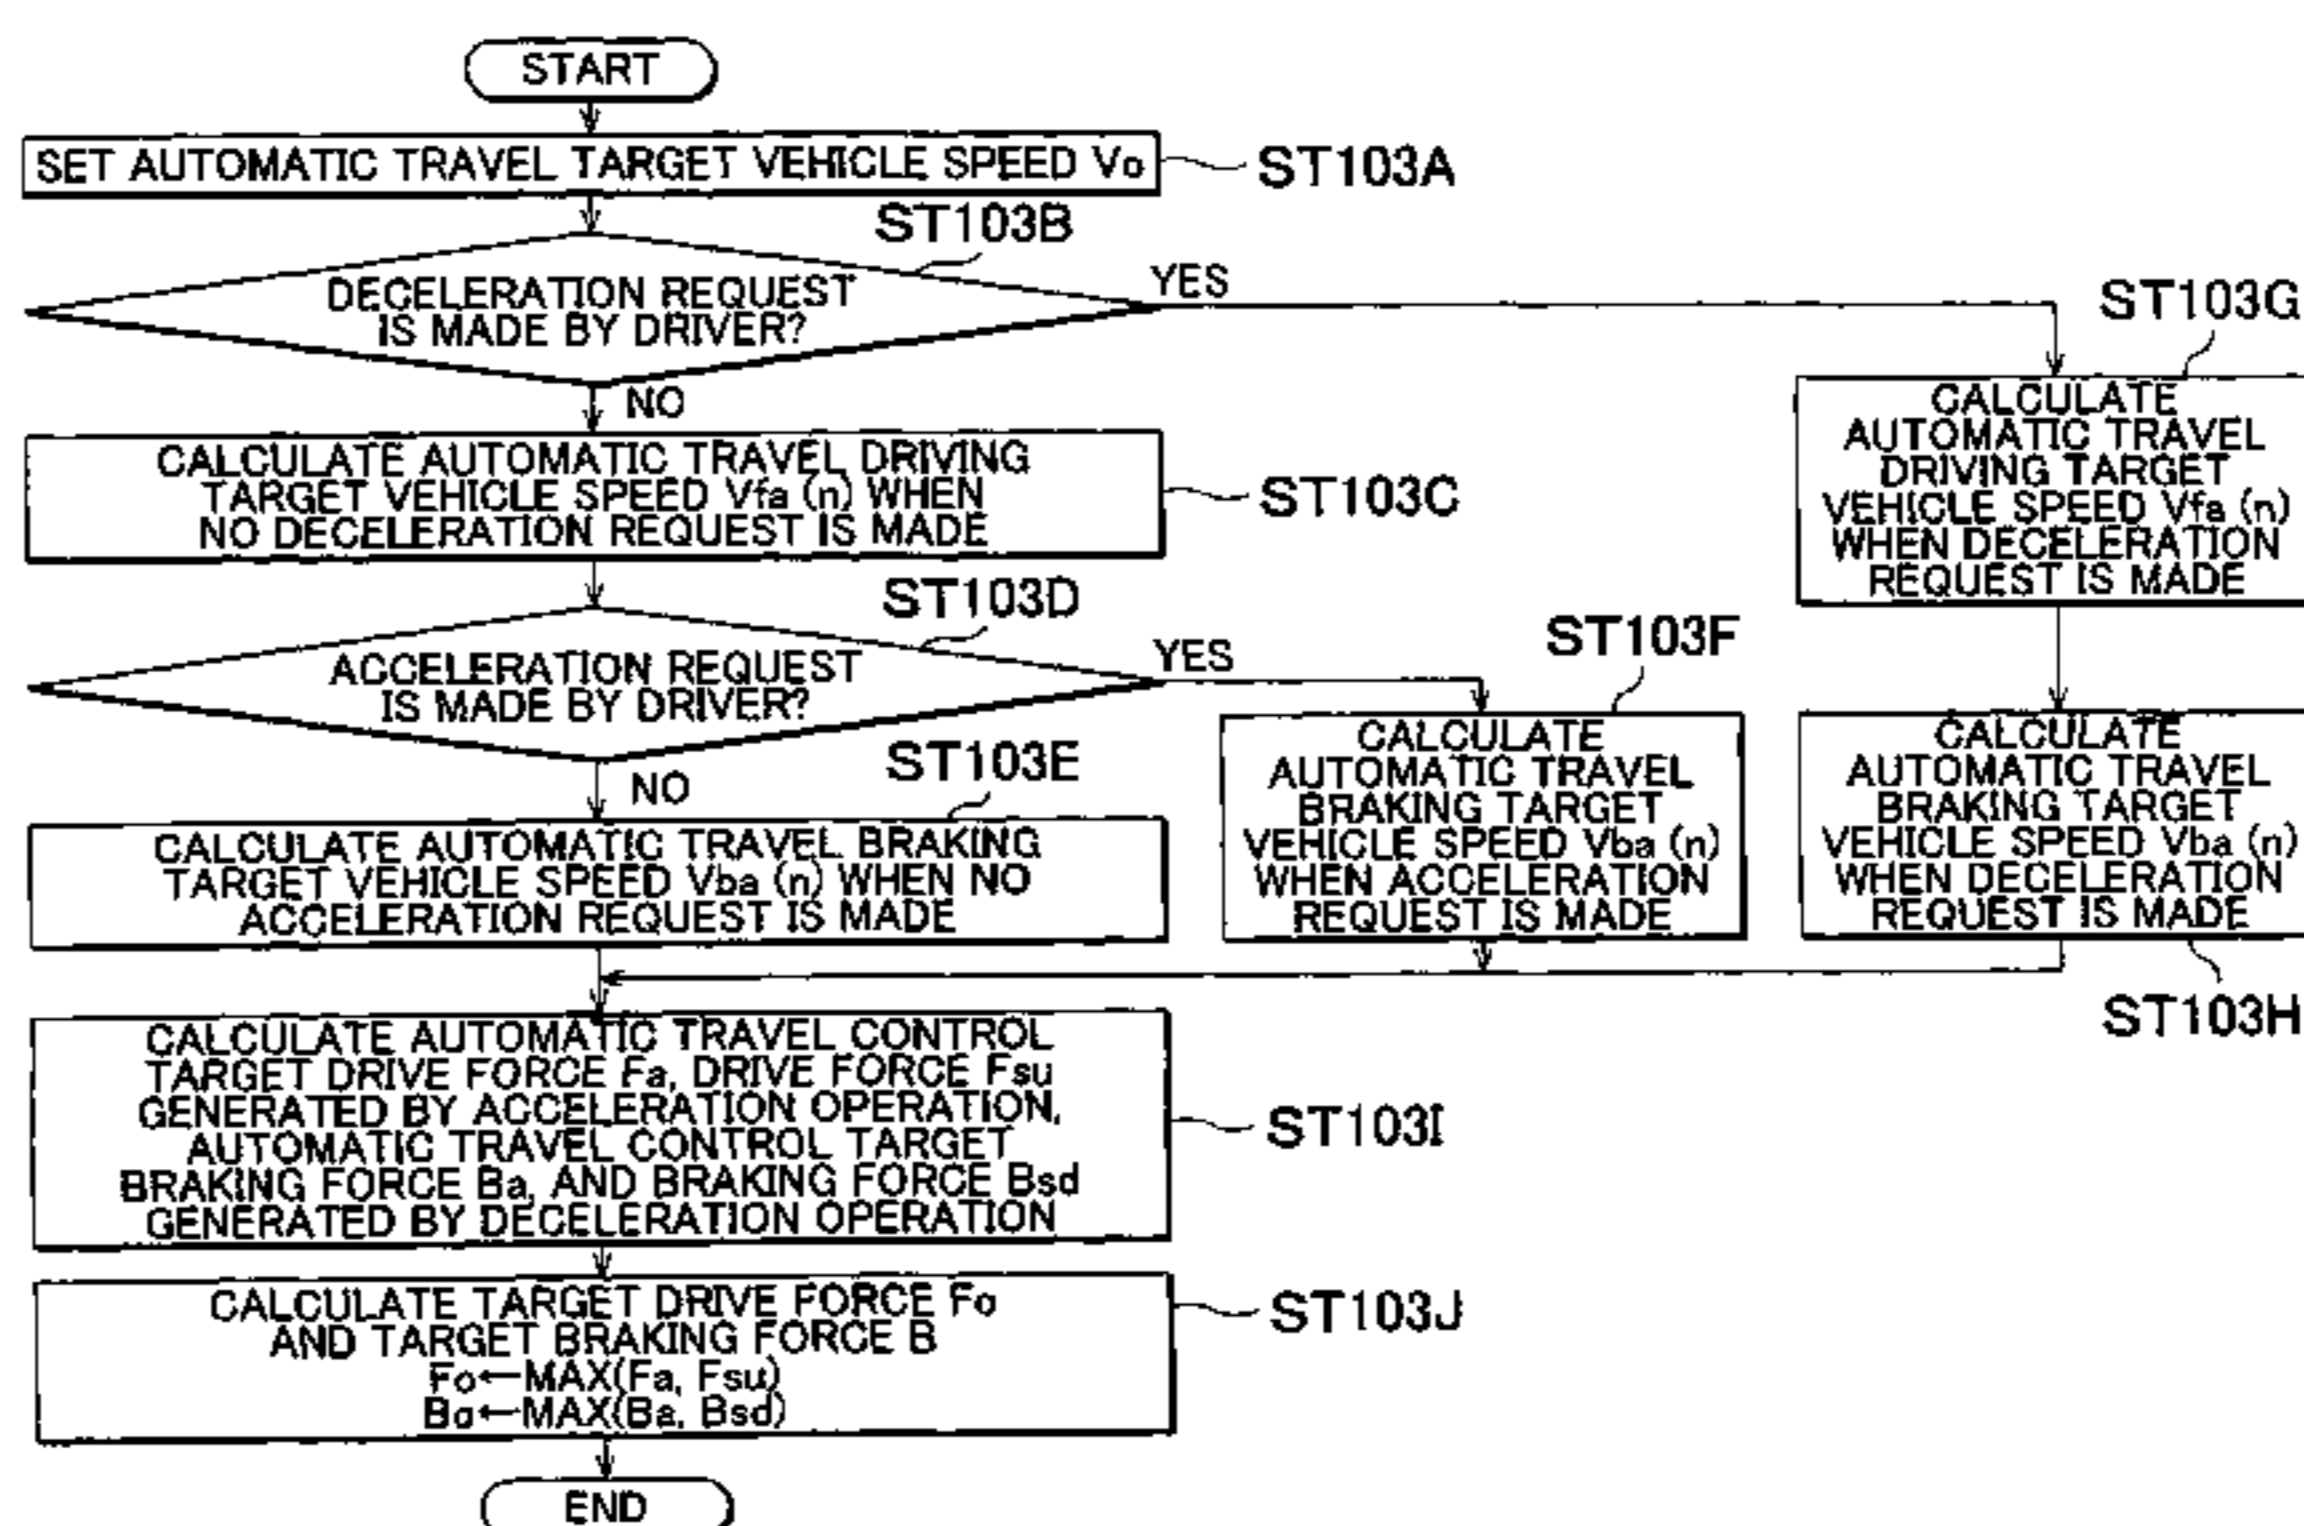 START
SET AUTOMATIC TRAVEL TARGET VEHICLE SPEED Vo
ST103A
ST103B
DECELERATION REQUEST
IS MADE BY DRIVER?
YES
NO
ST103G
CALCULATE
AUTOMATIC TRAVEL
DRIVING TARGET
VEHICLE SPEED Vfa (n)
WHEN DECELERATION
REQUEST IS MADE
CALCULATE AUTOMATIC TRAVEL DRIVING
TARGET VEHICLE SPEED Vfa (n) WHEN
NO DECELERATION REQUEST IS MADE
ST103C
ST103D
ACCELERATION REQUEST
IS MADE BY DRIVER?
YES
NO
ST103F
CALCULATE
AUTOMATIC TRAVEL
BRAKING TARGET
VEHICLE SPEED Vba (n)
WHEN ACCELERATION
REQUEST IS MADE
CALCULATE
AUTOMATIC TRAVEL
BRAKING TARGET
VEHICLE SPEED Vba (n)
WHEN DECELERATION
REQUEST IS MADE
ST103H
ST103E
CALCULATE AUTOMATIC TRAVEL BRAKING
TARGET VEHICLE SPEED Vba (n) WHEN NO
ACCELERATION REQUEST IS MADE
CALCULATE AUTOMATIC TRAVEL CONTROL
TARGET DRIVE FORCE Fa, DRIVE FORCE Fsu
GENERATED BY ACCELERATION OPERATION,
AUTOMATIC TRAVEL CONTROL TARGET
BRAKING FORCE Ba, AND BRAKING FORCE Bsd
GENERATED BY DECELERATION OPERATION
ST103I
CALCULATE TARGET DRIVE FORCE Fo
AND TARGET BRAKING FORCE B
Fo←MAX(Fa, Fsu)
Bo←MAX(Ba, Bsd)
ST103J
END